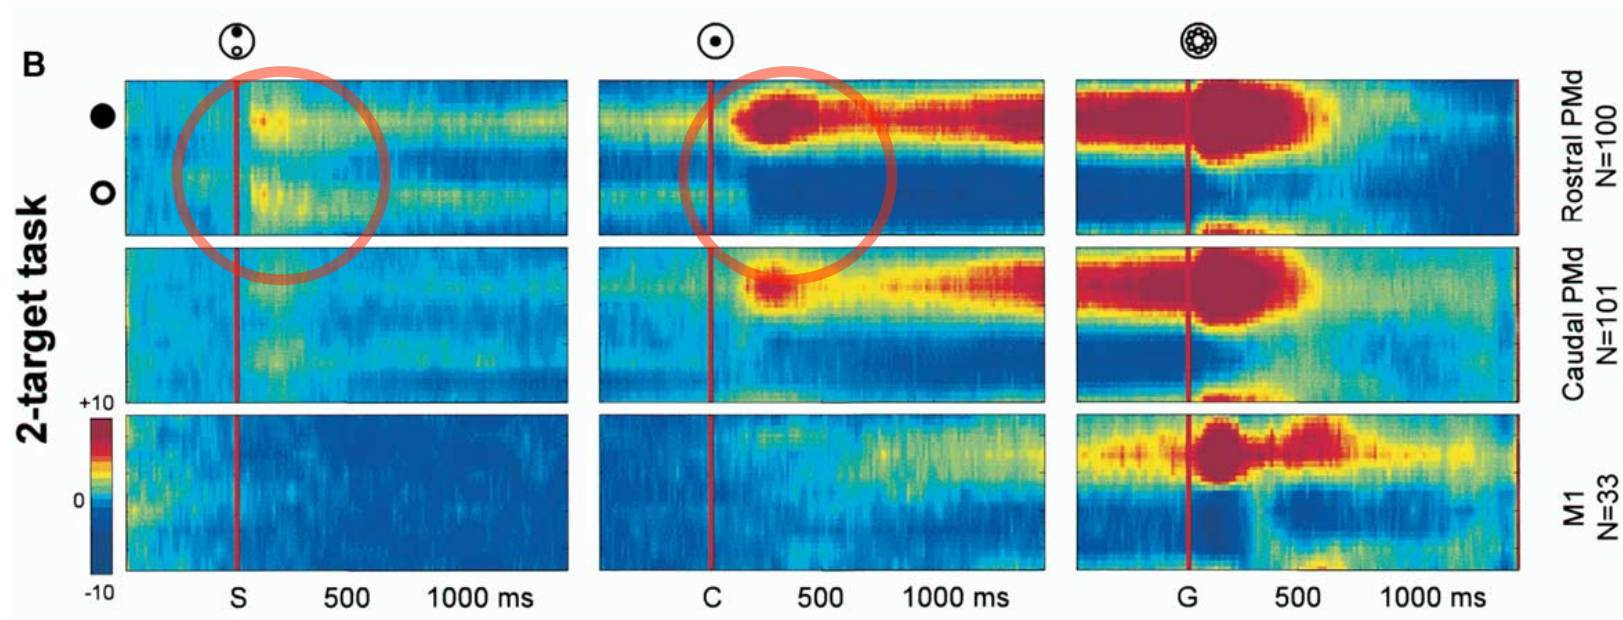 B
2-target task
+10
0
-10
S 500 1000 ms
C 500 1000 ms
G 500 1000 ms
Rostral PMd
N=100
Caudal PMd
N=101
M1
N=33